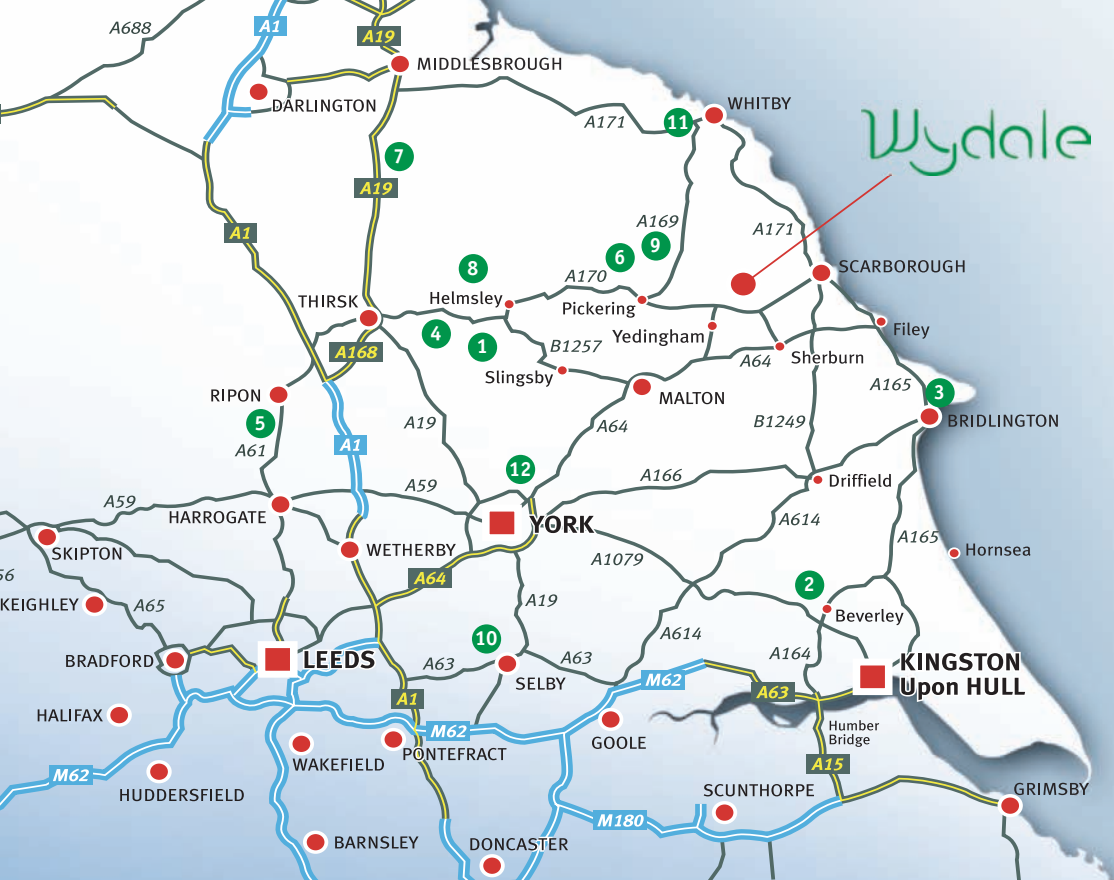 A688
A1
A19
MIDDLESBROUGH
DARLINGTON
A171
11
WHITBY
Wydale
7
A19
A1
A169
A171
6
9
8
A170
SCARBOROUGH
THIRSK
Helmsley
Pickering
Filey
Yedingham
4
1
B1257
A168
Slingsby
A64
Sherburn
RIPON
MALTON
A165
3
5
A61
A1
A19
A64
B1249
BRIDLINGTON
12
A59
A59
A166
Driffield
HARROGATE
YORK
A614
SKIPTON
WETHERBY
A1079
A165
Hornsea
56
KEIGHLEY
A65
A64
A19
2
Beverley
10
A614
BRADFORD
LEEDS
A63
A63
A164
KINGSTON
Upon HULL
SELBY
M62
A63
A1
HALIFAX
M62
GOOLE
Humber
Bridge
WAKEFIELD
PONTEFRACT
A15
M62
HUDDERSFIELD
SCUNTHORPE
GRIMSBY
M180
BARNSLEY
DONCASTER